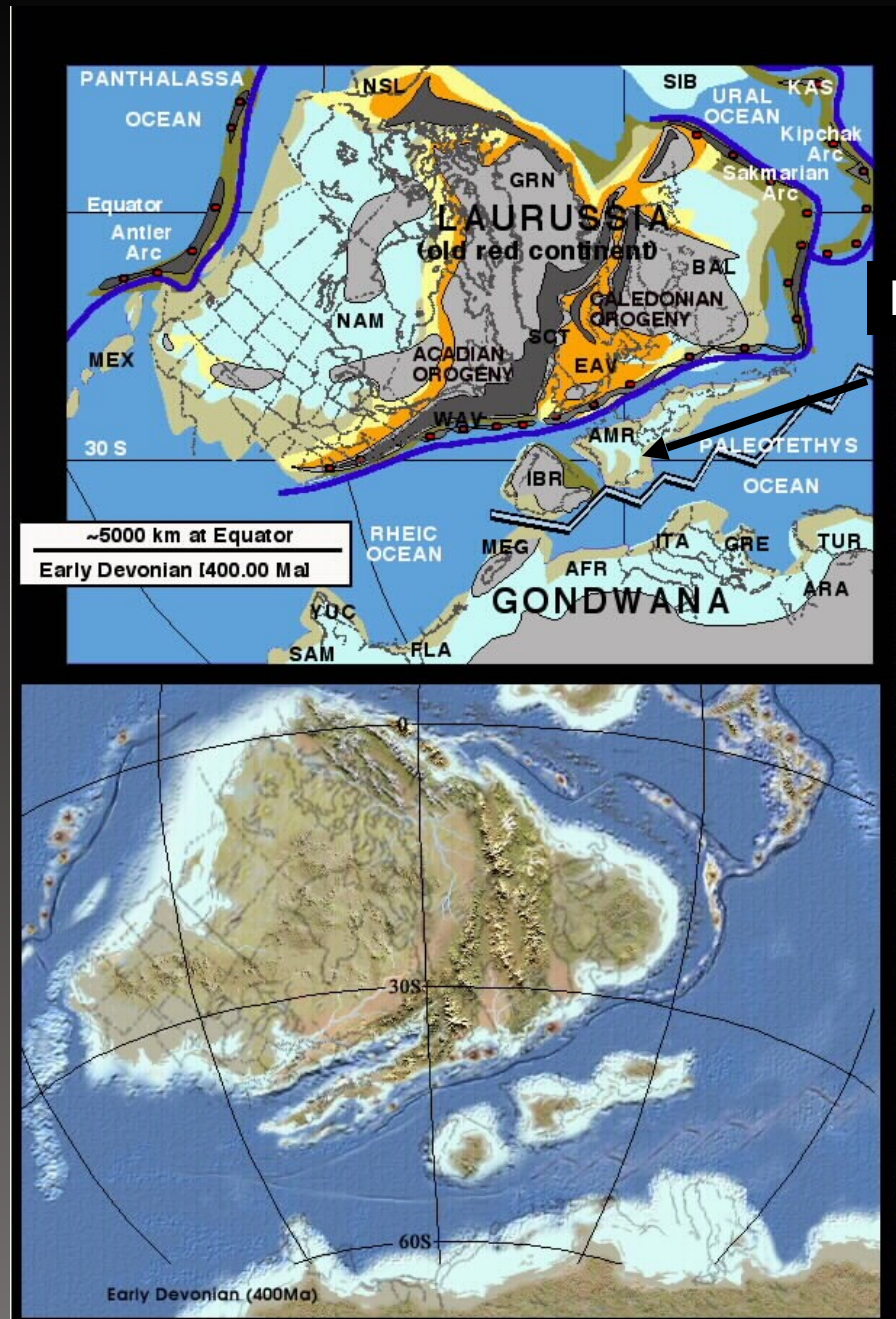 PANTHALASSA
OCEAN
NSL
SIB
URAL
OCEAN
KAS
Kipchak
Arc
Sakmarian
Arc
GRN
Equator
Antler
Arc
LAURUSSIA
(old red continent)
BAL
NAM
CALEDONIAN
OROGENY
SCT
MEX
ACADIAN
OROGENY
EAV
WAV
AMR
30 S
PALEOTETHYS
OCEAN
IBR
~5000 km at Equator
Early Devonian [400.00 Ma]
RHEIC
OCEAN
MEG
ITA
GRE
TUR
AFR
ARA
GONDWANA
YUC
SAM
FLA
0
30S
60S
Early Devonian (400Ma)